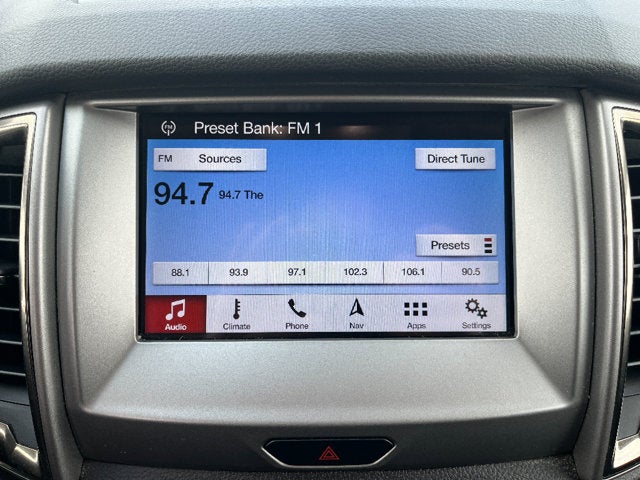 Preset Bank: FM 1
FM Sources Direct Tune
94.7 94.7 The
Presets
88.1 93.9 97.1 102.3 106.1 90.5
Audio Climate Phone Nav Apps Settings